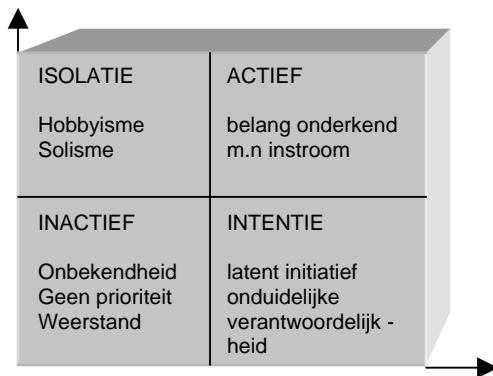 ISOLATIE
Hobbyisme
Solisme
ACTIEF
belang onderkend
m.n instroom
INACTIEF
Onbekendheid
Geen prioriteit
Weerstand
INTENTIE
latent initiatief
onduidelijke
verantwoordelijk -
heid